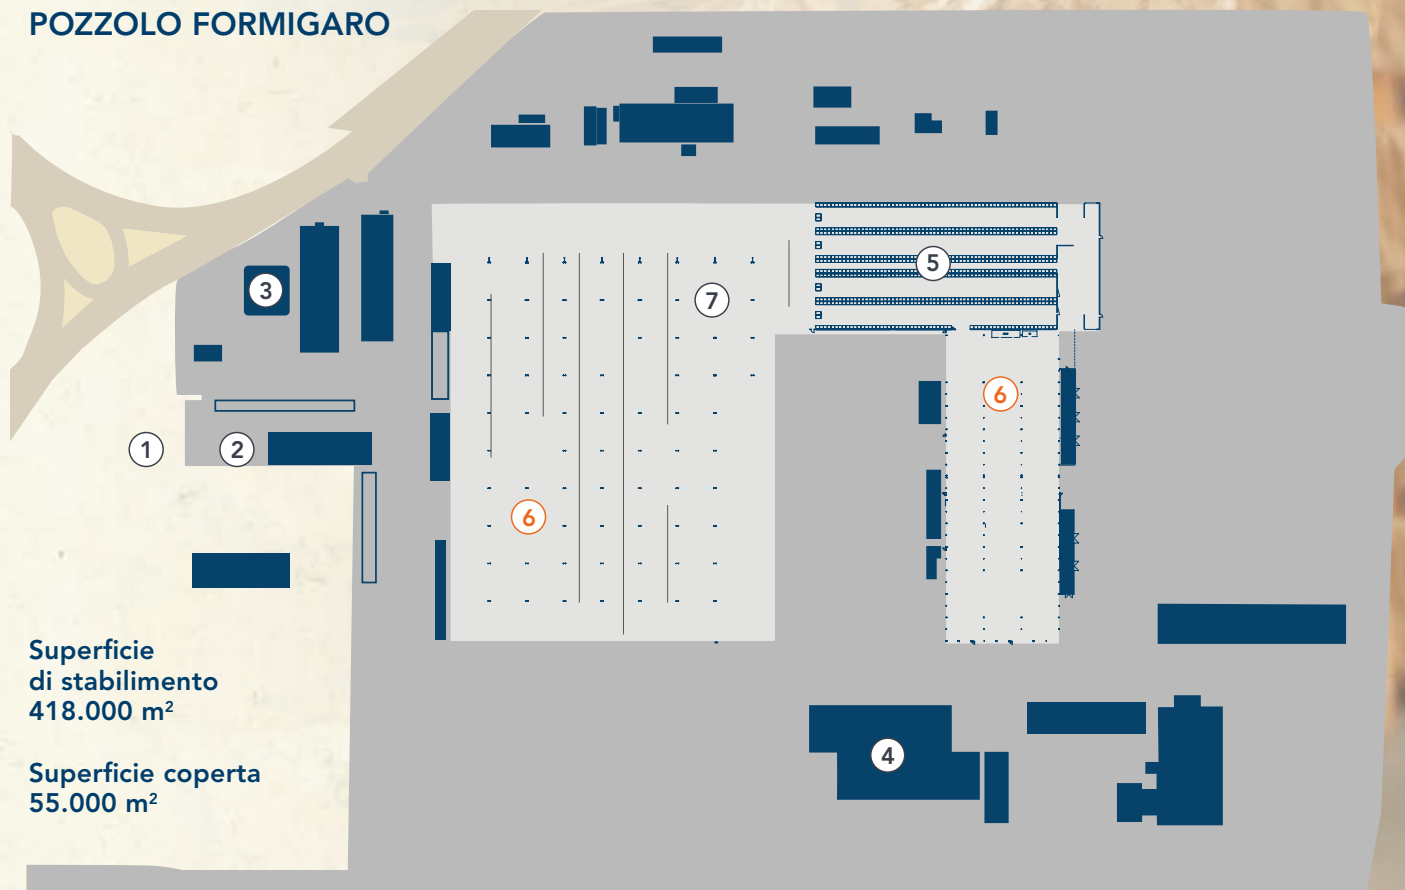 POZZOLO FORMIGARO
5
3
7
6
1
2
6
Superficie
di stabilimento
418.000 m²
4
Superficie coperta
55.000 m²